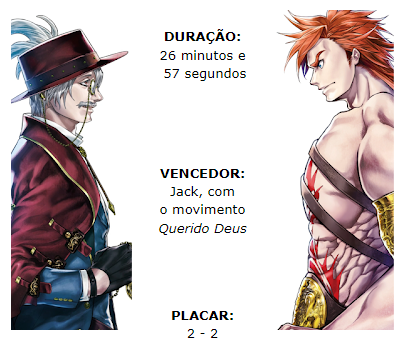 DURAÇÃO:
26 minutos e
57 segundos
VENCEDOR:
Jack, com
o movimento
Querido Deus
PLACAR:
2 - 2